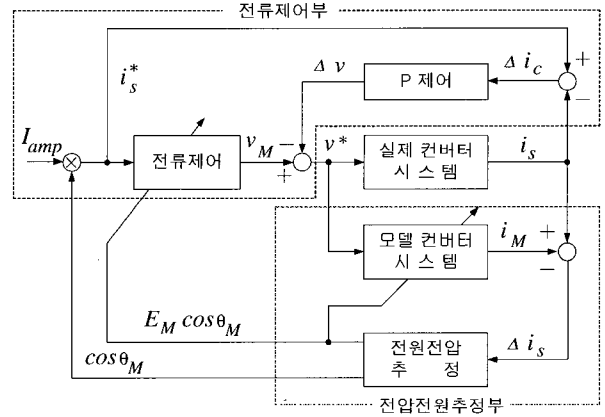 전류제어부
i_s^*
Δ v
P 제어
Δ i_c
+
−
I_amp
전류제어
v_M
−
+
v*
실제 컨버터
시 스 템
i_s
모델 컨버터
시 스 템
i_M
+
−
E_M cosθ_M
cosθ_M
전원전압
추 정
Δ i_s
전압전원추정부